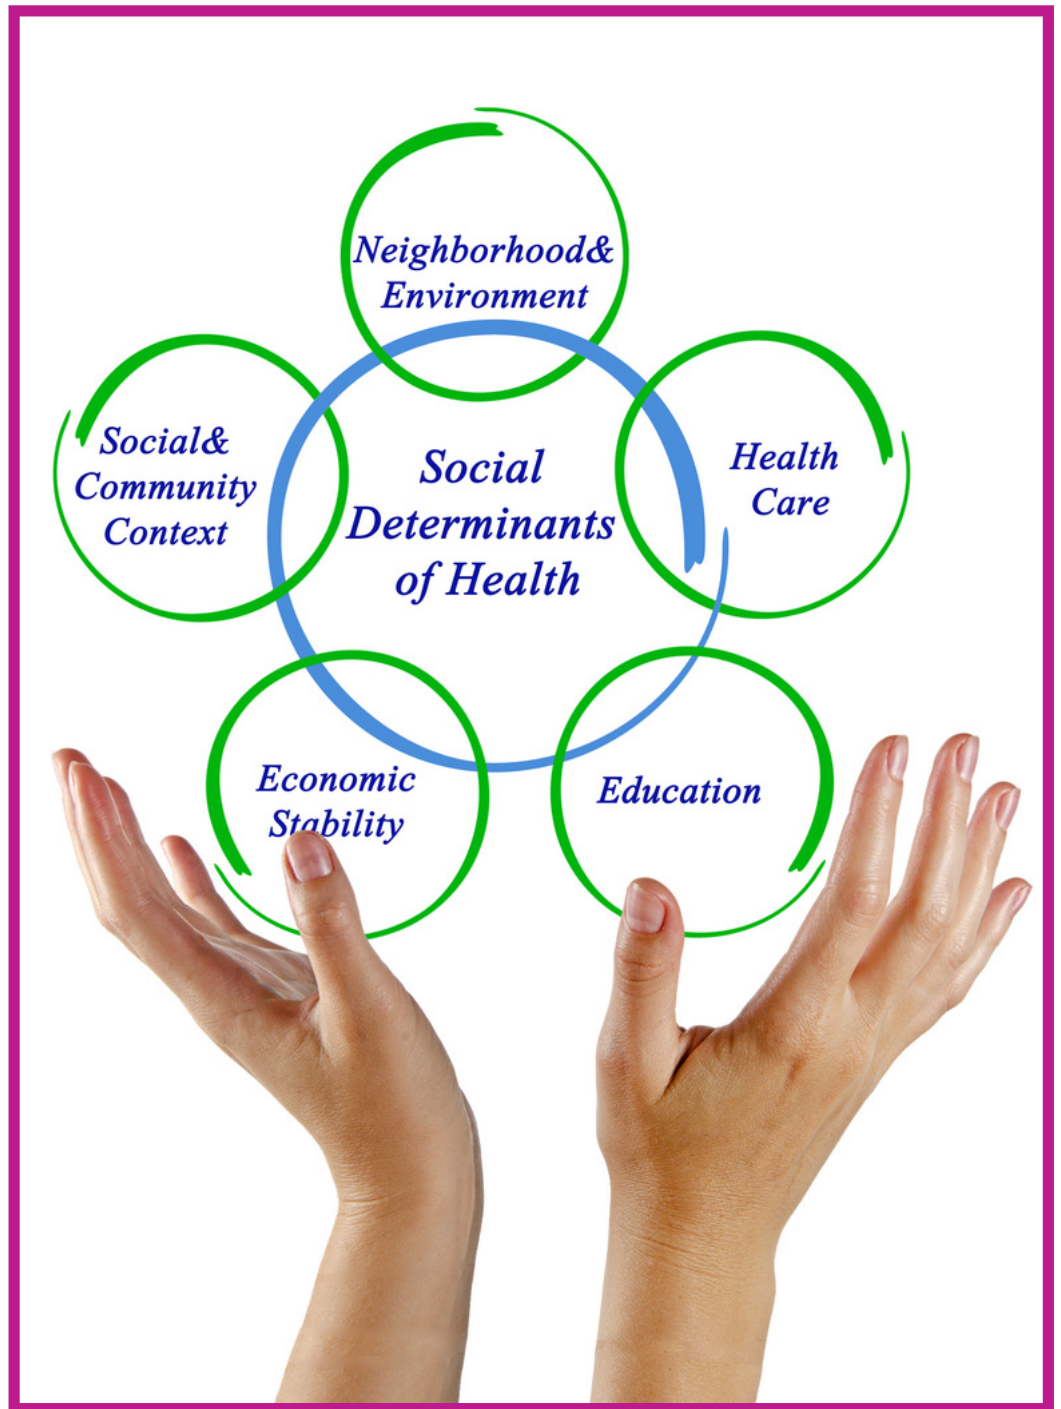 Neighborhood&
Environment
Social&
Community
Context
Social
Determinants
of Health
Health
Care
Economic
Stability
Education